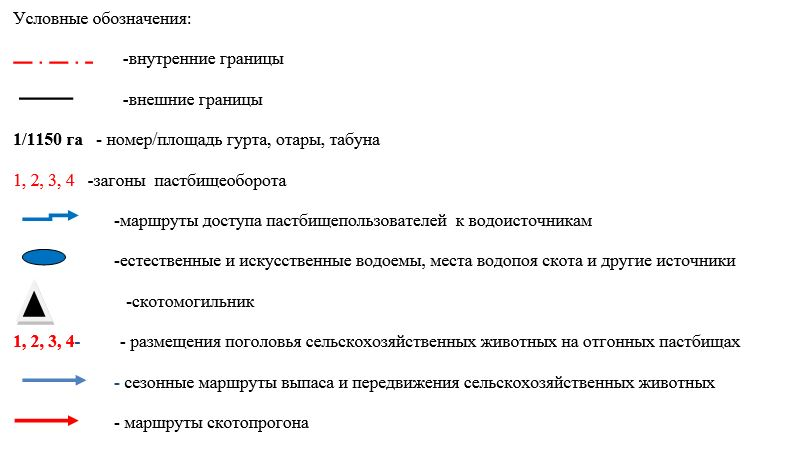 Условные обозначения:
-внутренние границы
-внешние границы
1/1150 га - номер/площадь гурта, отары, табуна
1, 2, 3, 4 -загоны пастбищеоборота
-маршруты доступа пастбищепользователей к водоисточникам
-естественные и искусственные водоемы, места водопоя скота и другие источники
-скотомогильник
1, 2, 3, 4- - размещения поголовья сельскохозяйственных животных на отгонных пастбищах
- сезонные маршруты выпаса и передвижения сельскохозяйственных животных
- маршруты скотопрогона